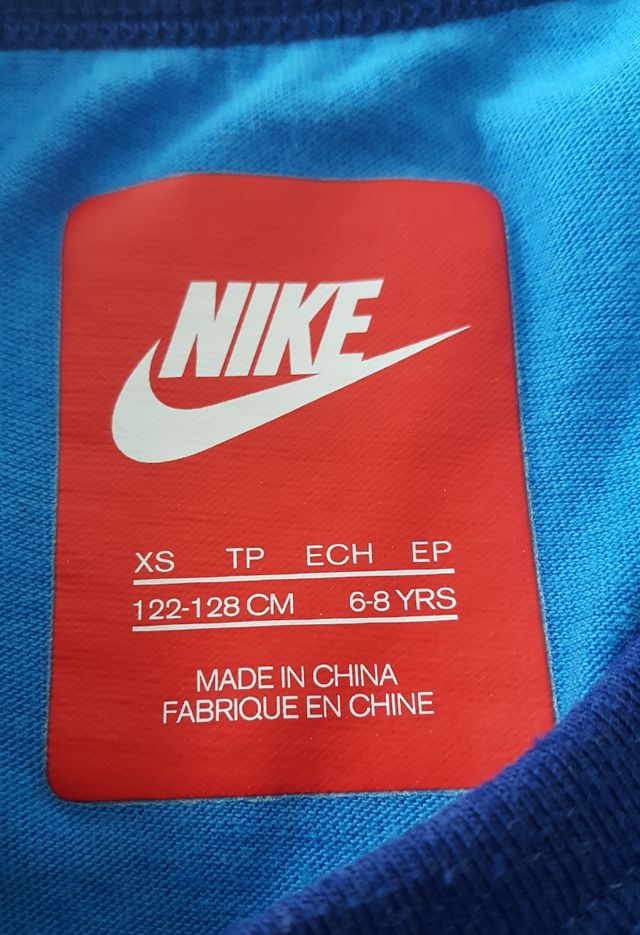 NIKE
XS TP ECH EP
122-128 CM 6-8 YRS
MADE IN CHINA
FABRIQUE EN CHINE